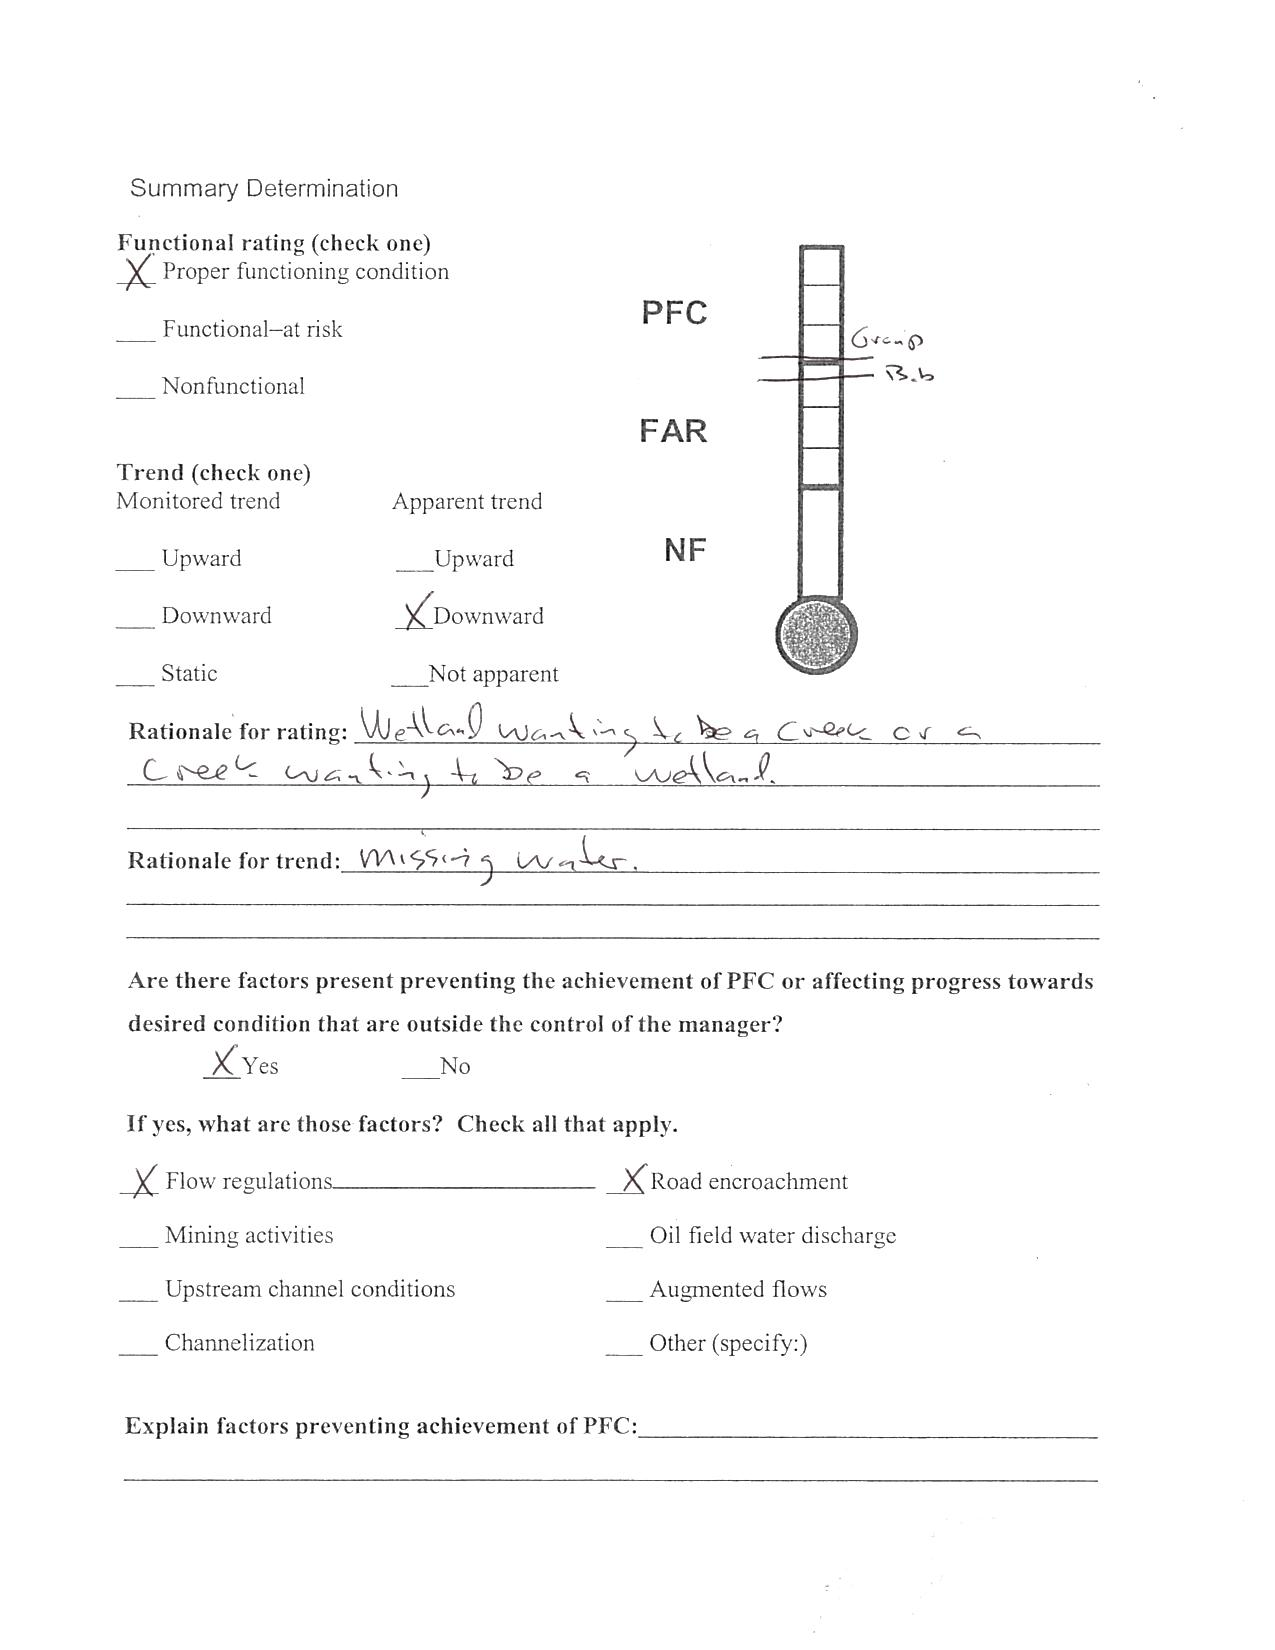 Summary Determination
Functional rating (check one)
X Proper functioning condition
___ Functional–at risk
___ Nonfunctional
PFC
Group
Bob
FAR
Trend (check one)
Monitored trend Apparent trend
___ Upward ___Upward
NF
___ Downward X Downward
___ Static ___Not apparent
Rationale for rating: Wetland wanting to be a Creek or a
Creek wanting to be a wetland.
Rationale for trend: missing water.
Are there factors present preventing the achievement of PFC or affecting progress towards
desired condition that are outside the control of the manager?
X Yes ___No
If yes, what are those factors? Check all that apply.
X Flow regulations X Road encroachment
___ Mining activities ___ Oil field water discharge
___ Upstream channel conditions ___ Augmented flows
___ Channelization ___ Other (specify:)
Explain factors preventing achievement of PFC: